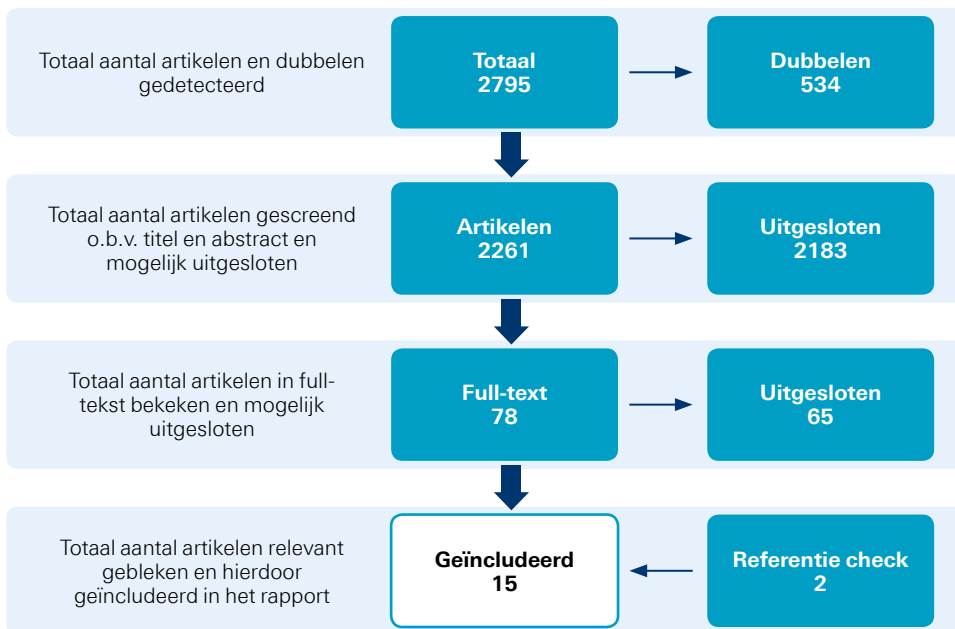 Totaal aantal artikelen en dubbelen
gedetecteerd
Totaal
2795
Dubbelen
534
Totaal aantal artikelen gescreend
o.b.v. titel en abstract en
mogelijk uitgesloten
Artikelen
2261
Uitgesloten
2183
Totaal aantal artikelen in full-
tekst bekeken en mogelijk
uitgesloten
Full-text
78
Uitgesloten
65
Totaal aantal artikelen relevant
gebleken en hierdoor
geïncludeerd in het rapport
Geïncludeerd
15
Referentie check
2